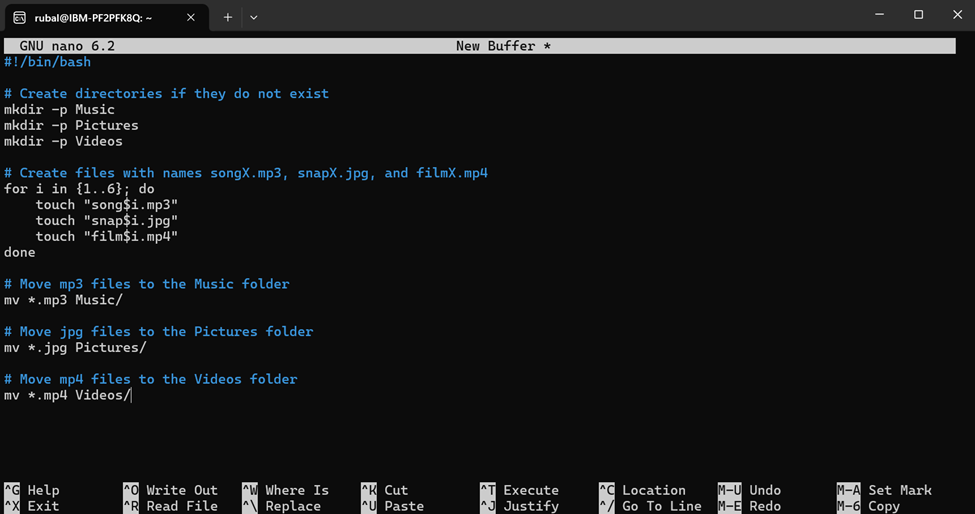 rubal@IBM-PF2PFK8Q: ~
GNU nano 6.2 New Buffer *
#!/bin/bash
# Create directories if they do not exist
mkdir -p Music
mkdir -p Pictures
mkdir -p Videos
# Create files with names songX.mp3, snapX.jpg, and filmX.mp4
for i in {1..6}; do
    touch "song$i.mp3"
    touch "snap$i.jpg"
    touch "film$i.mp4"
done
# Move mp3 files to the Music folder
mv *.mp3 Music/
# Move jpg files to the Pictures folder
mv *.jpg Pictures/
# Move mp4 files to the Videos folder
mv *.mp4 Videos/
^G Help ^O Write Out ^W Where Is ^K Cut ^T Execute ^C Location M-U Undo M-A Set Mark
^X Exit ^R Read File ^\ Replace ^U Paste ^J Justify ^/ Go To Line M-E Redo M-6 Copy